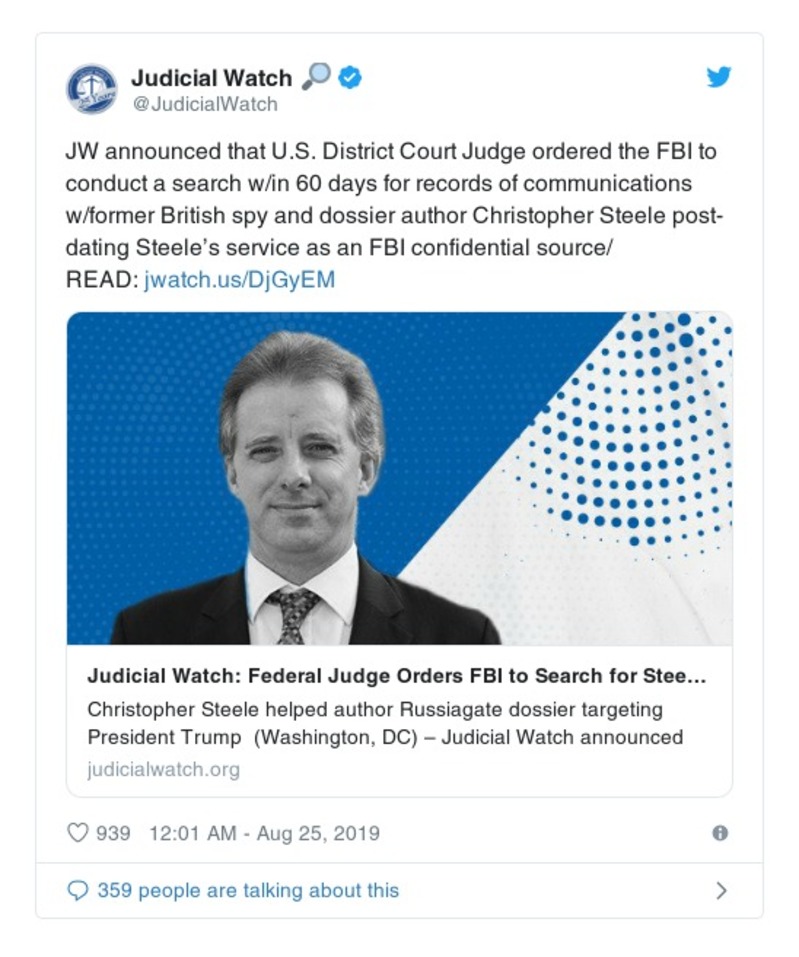 Judicial Watch
@JudicialWatch
JW announced that U.S. District Court Judge ordered the FBI to
conduct a search w/in 60 days for records of communications
w/former British spy and dossier author Christopher Steele post-
dating Steele’s service as an FBI confidential source/
READ: jwatch.us/DjGyEM
Judicial Watch: Federal Judge Orders FBI to Search for Stee...
Christopher Steele helped author Russiagate dossier targeting
President Trump  (Washington, DC) – Judicial Watch announced
judicialwatch.org
939 12:01 AM - Aug 25, 2019
359 people are talking about this